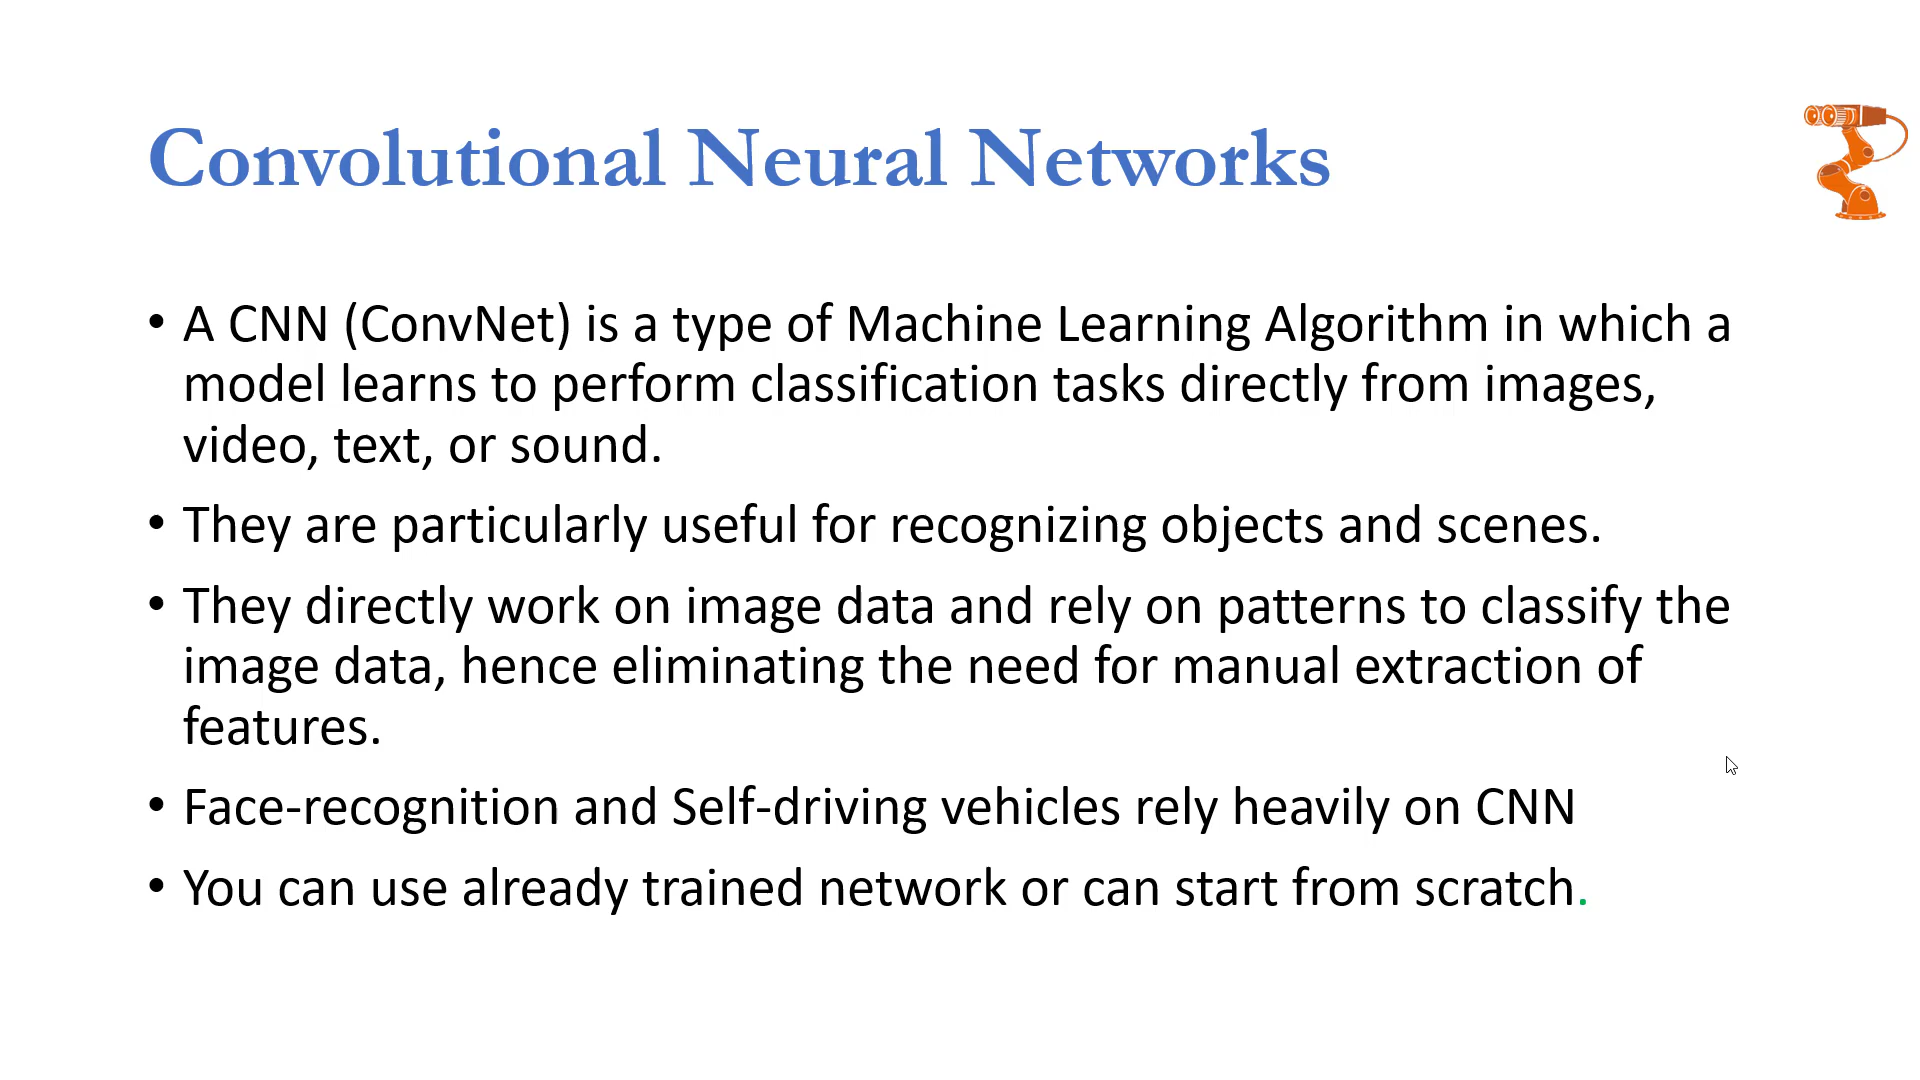 Convolutional Neural Networks
• A CNN (ConvNet) is a type of Machine Learning Algorithm in which a
model learns to perform classification tasks directly from images,
video, text, or sound.
• They are particularly useful for recognizing objects and scenes.
• They directly work on image data and rely on patterns to classify the
image data, hence eliminating the need for manual extraction of
features.
• Face-recognition and Self-driving vehicles rely heavily on CNN
• You can use already trained network or can start from scratch.